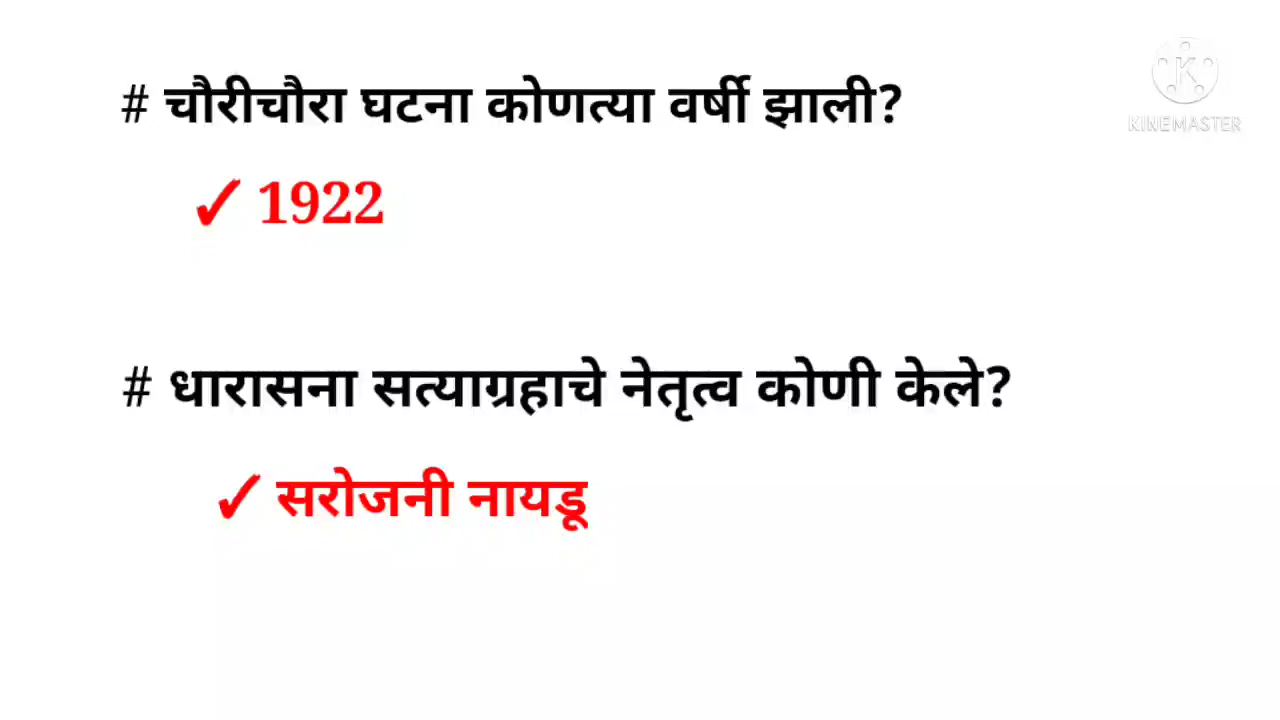 # चौरीचौरा घटना कोणत्या वर्षी झाली?
KINEMASTER
✓ 1922
# धारासना सत्याग्रहाचे नेतृत्व कोणी केले?
✓ सरोजनी नायडू